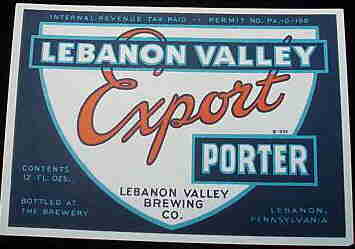 INTERNAL REVENUE TAX PAID -- PERMIT NO. PA.-U-190
LEBANON VALLEY
Export
PORTER
CONTENTS
12 FL. OZS.
BOTTLED AT
THE BREWERY
LEBANON VALLEY
BREWING
CO.
LEBANON,
PENNSYLVANIA